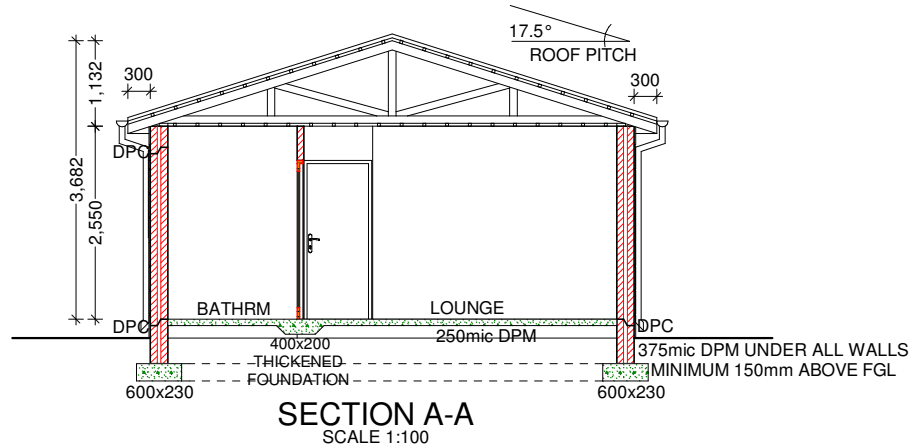 17.5°
ROOF PITCH
300
300
1,132
3,682
2,550
DPC
BATHRM
LOUNGE
DPC
DPC
250mic DPM
400x200
THICKENED
FOUNDATION
375mic DPM UNDER ALL WALLS
MINIMUM 150mm ABOVE FGL
600x230
600x230
SECTION A-A
SCALE 1:100